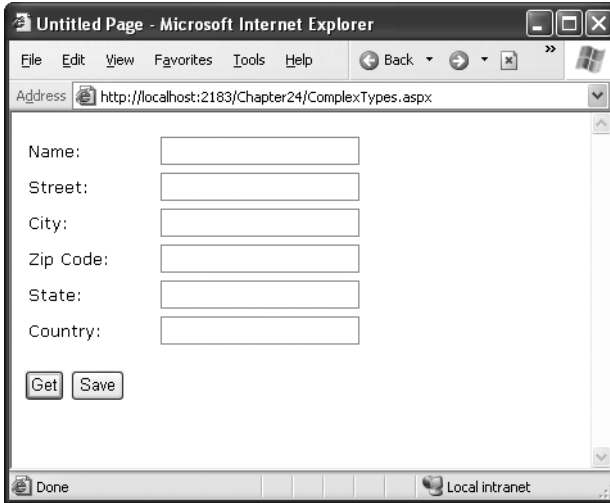 Untitled Page - Microsoft Internet Explorer
File Edit View Favorites Tools Help Back »
Address http://localhost:2183/Chapter24/ComplexTypes.aspx
Name:
Street:
City:
Zip Code:
State:
Country:
Get Save
Done Local intranet